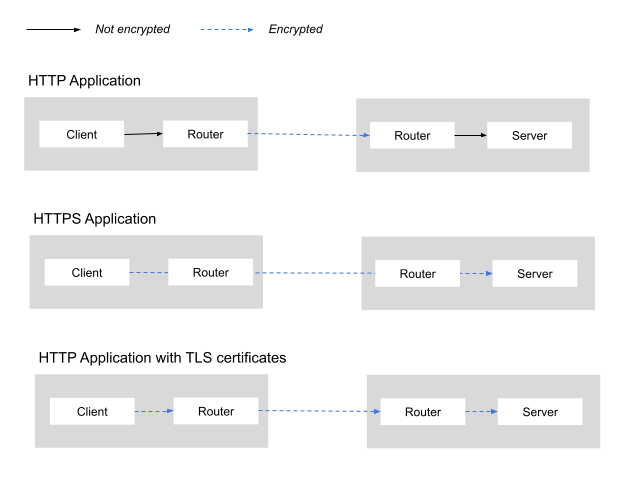 Not encrypted Encrypted
HTTP Application
Client Router Router Server
HTTPS Application
Client Router Router Server
HTTP Application with TLS certificates
Client Router Router Server